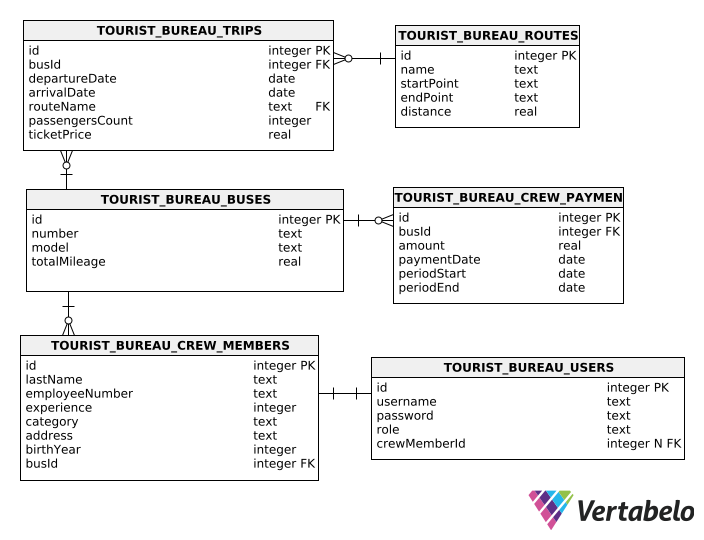 TOURIST_BUREAU_TRIPS
id integer PK
busId integer FK
departureDate date
arrivalDate date
routeName text FK
passengersCount integer
ticketPrice real
TOURIST_BUREAU_ROUTES
id integer PK
name text
startPoint text
endPoint text
distance real
TOURIST_BUREAU_BUSES
id integer PK
number text
model text
totalMileage real
TOURIST_BUREAU_CREW_PAYMEN
id integer PK
busId integer FK
amount real
paymentDate date
periodStart date
periodEnd date
TOURIST_BUREAU_CREW_MEMBERS
id integer PK
lastName text
employeeNumber text
experience integer
category text
address text
birthYear integer
busId integer FK
TOURIST_BUREAU_USERS
id integer PK
username text
password text
role text
crewMemberId integer N FK
Vertabelo